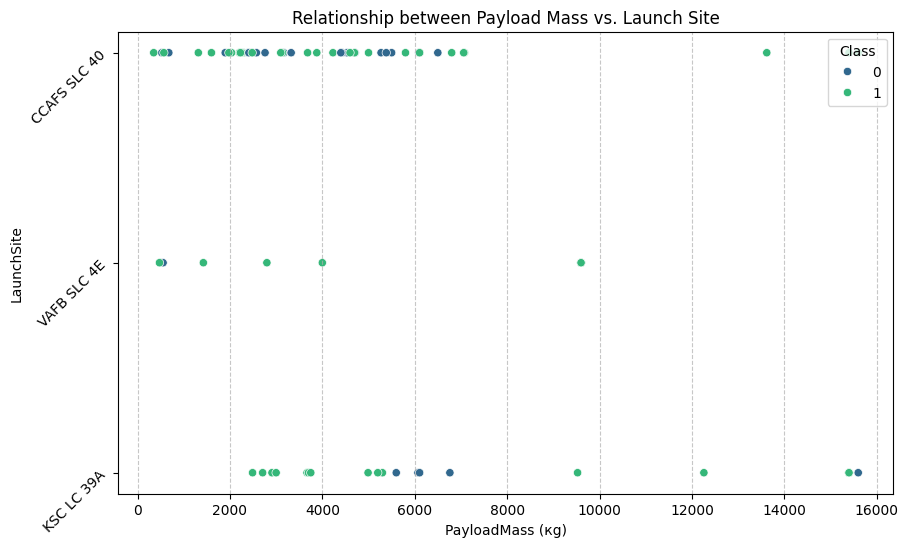 Relationship between Payload Mass vs. Launch Site
Class
0
1
LaunchSite
CCAFS SLC 40
VAFB SLC 4E
KSC LC 39A
0 2000 4000 6000 8000 10000 12000 14000 16000
PayloadMass (κg)